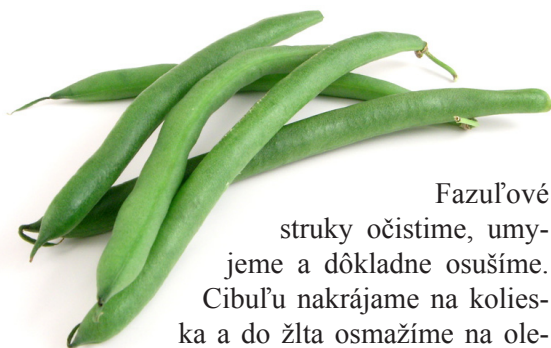 Fazuľové
struky očistime, umy-
jeme a dôkladne osušíme.
Cibuľu nakrájame na kolies-
ka a do žlta osmažíme na ole-